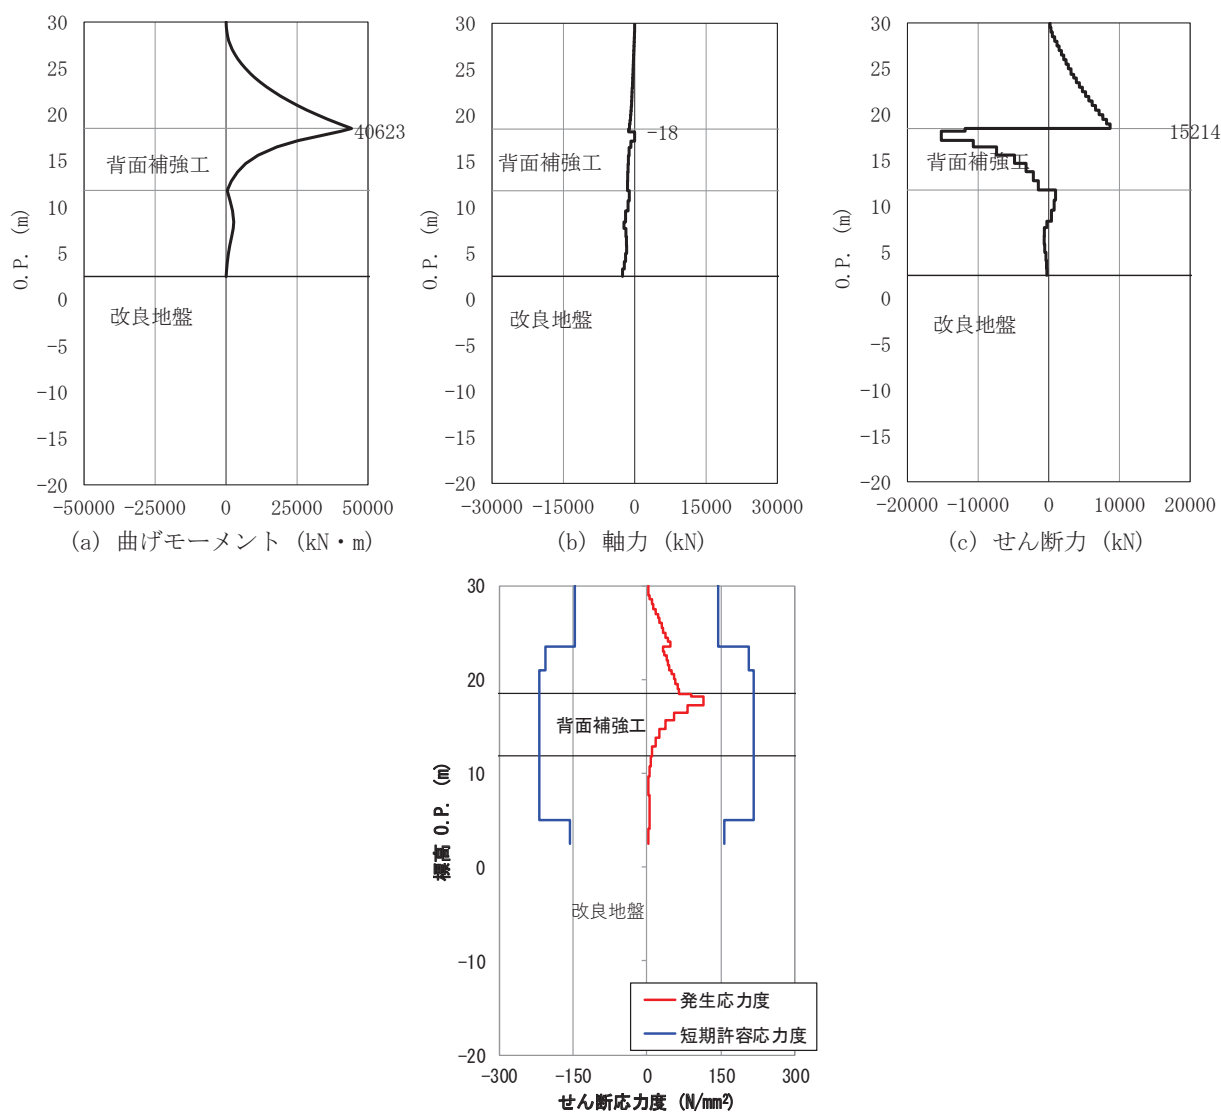 30
25
20
15
10
5
0
-5
-10
-15
-20
O.P. (m)
40623
背面補強工
改良地盤
-50000 -25000 0 25000 50000
(a) 曲げモーメント (kN・m)
30
25
20
15
10
5
0
-5
-10
-15
-20
O.P. (m)
-18
背面補強工
改良地盤
-30000 -15000 0 15000 30000
(b) 軸力 (kN)
30
25
20
15
10
5
0
-5
-10
-15
-20
O.P. (m)
15214
背面補強工
改良地盤
-20000 -10000 0 10000 20000
(c) せん断力 (kN)
30
20
10
0
-10
-20
標高 O.P. (m)
背面補強工
改良地盤
発生応力度
短期許容応力度
-300 -150 0 150 300
せん断応力度 (N/mm²)